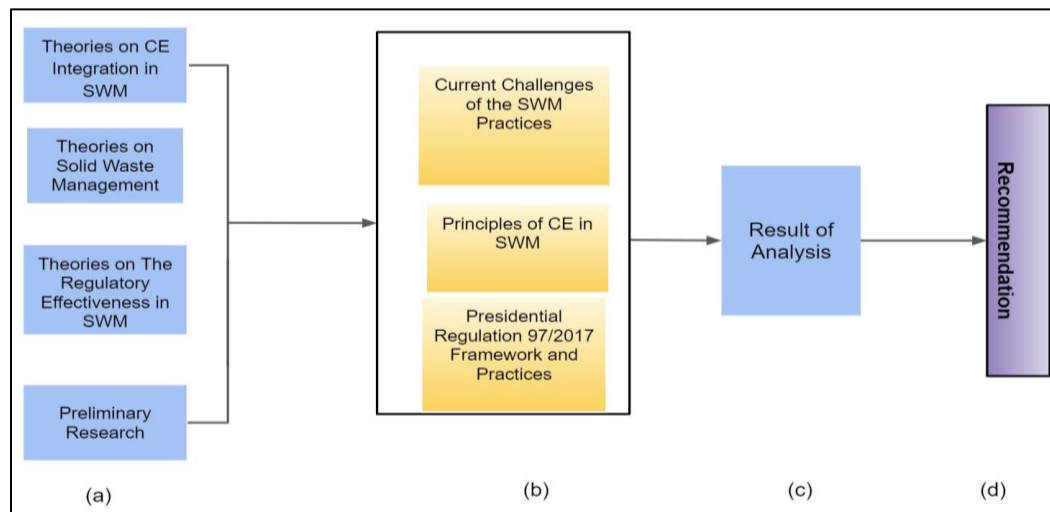 Theories on CE
Integration in
SWM
Theories on
Solid Waste
Management
Theories on The
Regulatory
Effectiveness in
SWM
Preliminary
Research
(a)
Current Challenges
of the SWM
Practices
Principles of CE in
SWM
Presidential
Regulation 97/2017
Framework and
Practices
(b)
Result of
Analysis
(c)
Recommendation
(d)